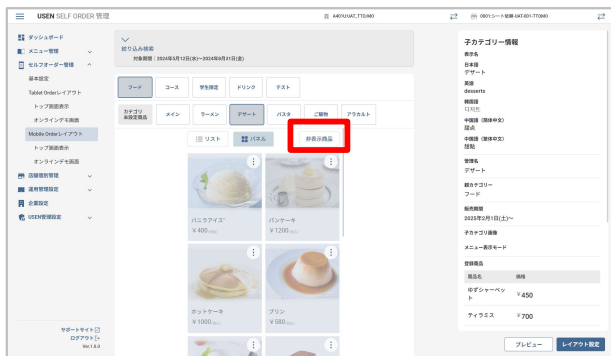 USEN SELF ORDER 管理
A401U:UAT_TTO/MO
0001:シート依頼-UAT-001-TTOMO
ダッシュボード
メニュー管理
セルフオーダー管理
基本設定
Tablet Orderレイアウト
トップ画面表示
オンラインデモ画面
Mobile Orderレイアウト
トップ画面表示
オンラインデモ画面
店舗個別管理
運用管理設定
企業設定
USEN管理設定
サポートサイト
ログアウト
Ver.1.8.0
絞り込み検索
対象期間｜2024年5月12日(水)～2024年8月31日(金)
フード
コース
学生限定
ドリンク
テスト
カテゴリ
未設定商品
メイン
ラーメン
デザート
パスタ
ご飯物
アラカルト
リスト
パネル
非表示商品
バニラアイス
¥400
パンケーキ
¥1200
ホットケーキ
¥1000
プリン
¥580
子カテゴリー情報
表示名
日本語
デザート
英語
desserts
韓国語
디저트
中国語（簡体中文）
甜点
中国語（繁体中文）
甜點
管理名
デザート
親カテゴリー
フード
販売期間
2025年2月1日(土)～
子カテゴリ画像
メニュー表示モード
登録商品
商品名 価格
ゆずシャーベット
ト ¥450
ティラミス ¥700
プレビュー
レイアウト設定